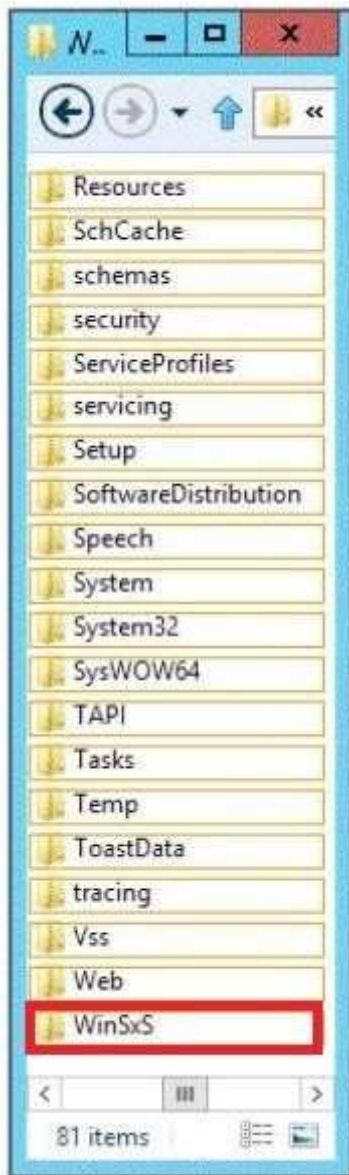 N...
«
Resources
SchCache
schemas
security
ServiceProfiles
servicing
Setup
SoftwareDistribution
Speech
System
System32
SysWOW64
TAPI
Tasks
Temp
ToastData
tracing
Vss
Web
WinSxS
81 items